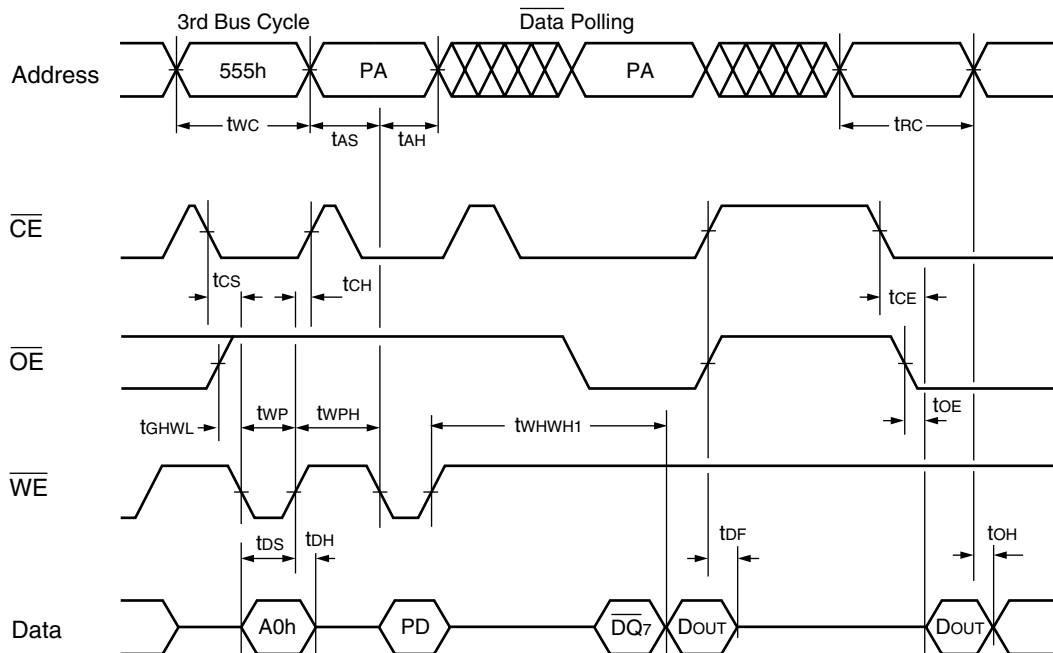 3rd Bus Cycle Data Polling
Address 555h PA PA
tWC tAS tAH tRC
CE
tCS tCH tCE
OE
tGHWL tWP tWPH tWHWH1 tOE
WE
tDS tDH tDF tOH
Data A0h PD DQ7 DOUT DOUT